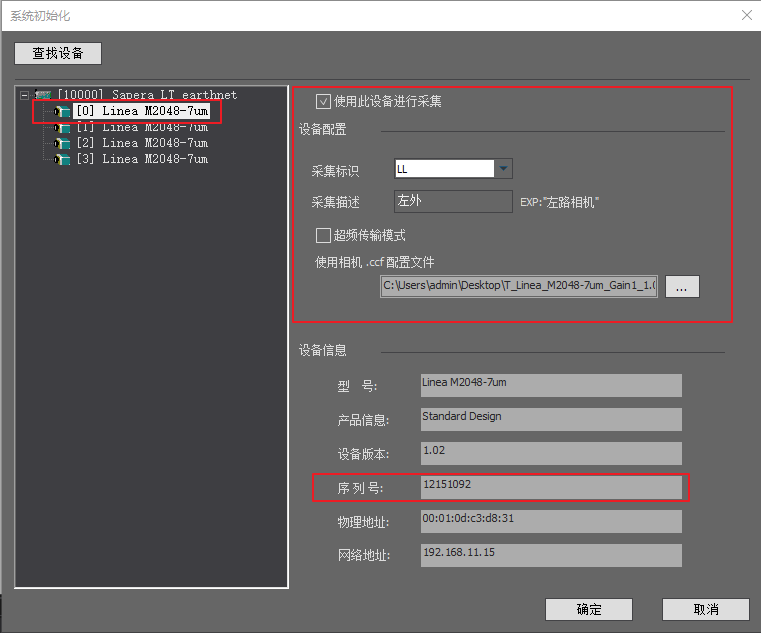 系统初始化
查找设备
[10000] Sapera LT earthnet
[0] Linea M2048-7um
[1] Linea M2048-7um
[2] Linea M2048-7um
[3] Linea M2048-7um
使用此设备进行采集
设备配置
采集标识 LL
采集描述 左外 EXP:"左路相机"
超频传输模式
使用相机 .ccf 配置文件
C:\Users\admin\Desktop\T_Linea_M2048-7um_Gain1_1.0 ...
设备信息
型 号: Linea M2048-7um
产品信息: Standard Design
设备版本: 1.02
序 列 号: 12151092
物理地址: 00:01:0d:c3:d8:31
网络地址: 192.168.11.15
确定 取消